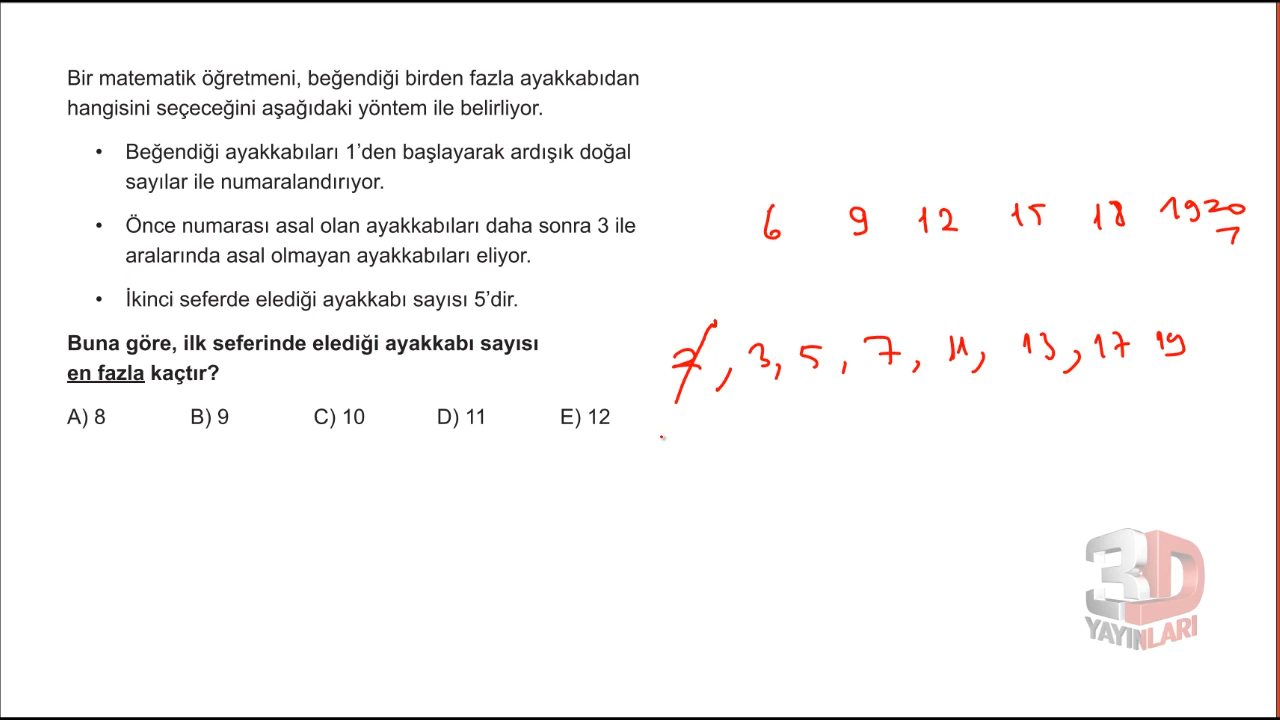 Bir matematik öğretmeni, beğendiği birden fazla ayakkabıdan
hangisini seçeceğini aşağıdaki yöntem ile belirliyor.
• Beğendiği ayakkabıları 1’den başlayarak ardışık doğal
sayılar ile numaralandırıyor.
• Önce numarası asal olan ayakkabıları daha sonra 3 ile
aralarında asal olmayan ayakkabıları eliyor.
• İkinci seferde elediği ayakkabı sayısı 5’dir.
Buna göre, ilk seferinde elediği ayakkabı sayısı
en fazla kaçtır?
A) 8 B) 9 C) 10 D) 11 E) 12
6 9 12 15 18 19 20
7
2, 3, 5, 7, 11, 13, 17 19
3D
YAYINLARI